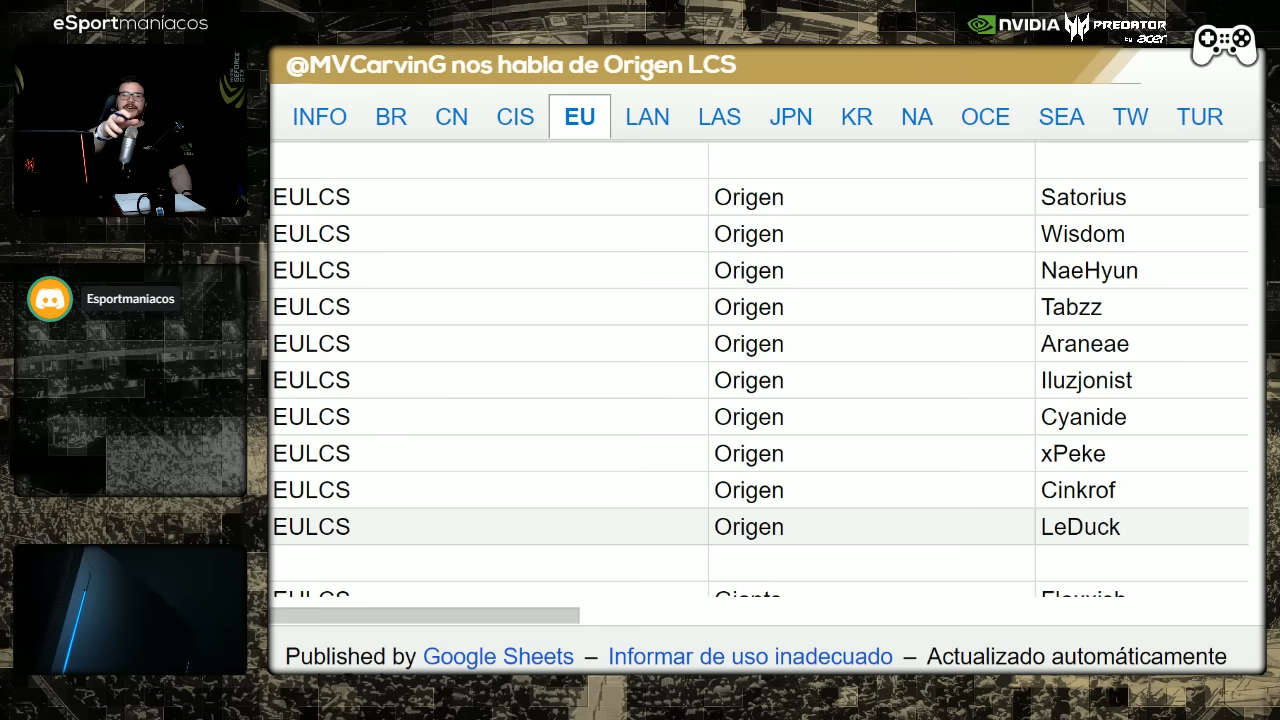 eSportmaníacos
NVIDIA
PREDATOR
by acer
@MVCarvinG nos habla de Origen LCS
INFO BR CN CIS EU LAN LAS JPN KR NA OCE SEA TW TUR
EULCS Origen Satorius
EULCS Origen Wisdom
EULCS Origen NaeHyun
EULCS Origen Tabzz
EULCS Origen Araneae
EULCS Origen Iluzjonist
EULCS Origen Cyanide
EULCS Origen xPeke
EULCS Origen Cinkrof
EULCS Origen LeDuck
EULCS Giants
Esportmaniacos
Published by Google Sheets – Informar de uso inadecuado – Actualizado automáticamente